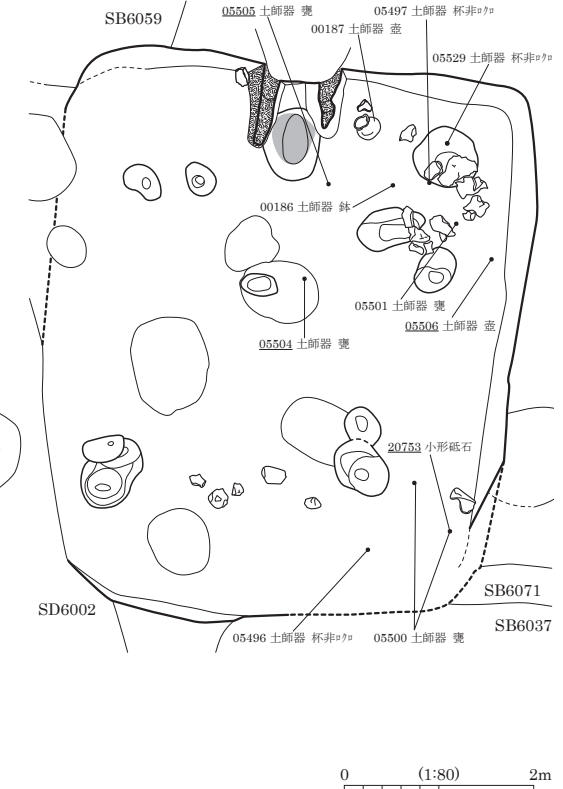 SB6059
05505 土師器 甕
05497 土師器 杯非ﾛｸﾛ
00187 土師器 壺
05529 土師器 杯非ﾛｸﾛ
00186 土師器 鉢
05501 土師器 甕
05506 土師器 壺
05504 土師器 甕
20753 小形砥石
SB6071
SD6002
SB6037
05496 土師器 杯非ﾛｸﾛ
05500 土師器 甕
0 (1:80) 2m